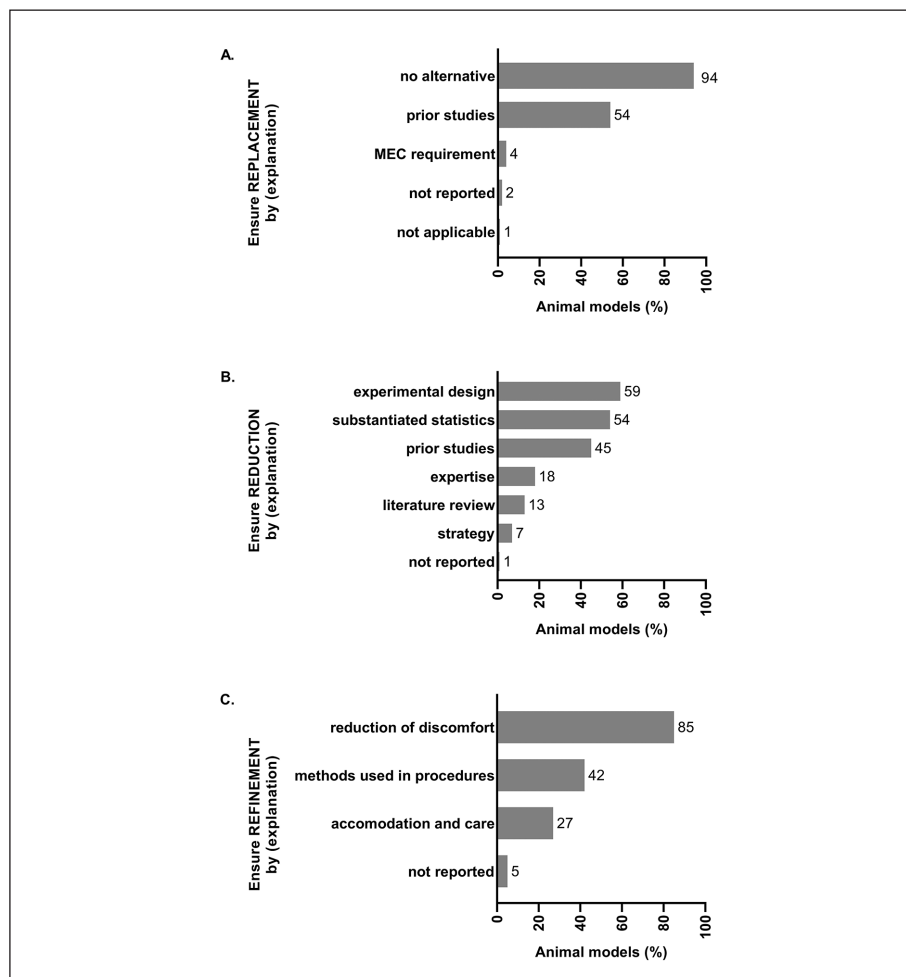 A.
Ensure REPLACEMENT
by (explanation)
no alternative 94
prior studies 54
MEC requirement 4
not reported 2
not applicable 1
0 20 40 60 80 100
Animal models (%)
B.
Ensure REDUCTION
by (explanation)
experimental design 59
substantiated statistics 54
prior studies 45
expertise 18
literature review 13
strategy 7
not reported 1
0 20 40 60 80 100
Animal models (%)
C.
Ensure REFINEMENT
by (explanation)
reduction of discomfort 85
methods used in procedures 42
accomodation and care 27
not reported 5
0 20 40 60 80 100
Animal models (%)